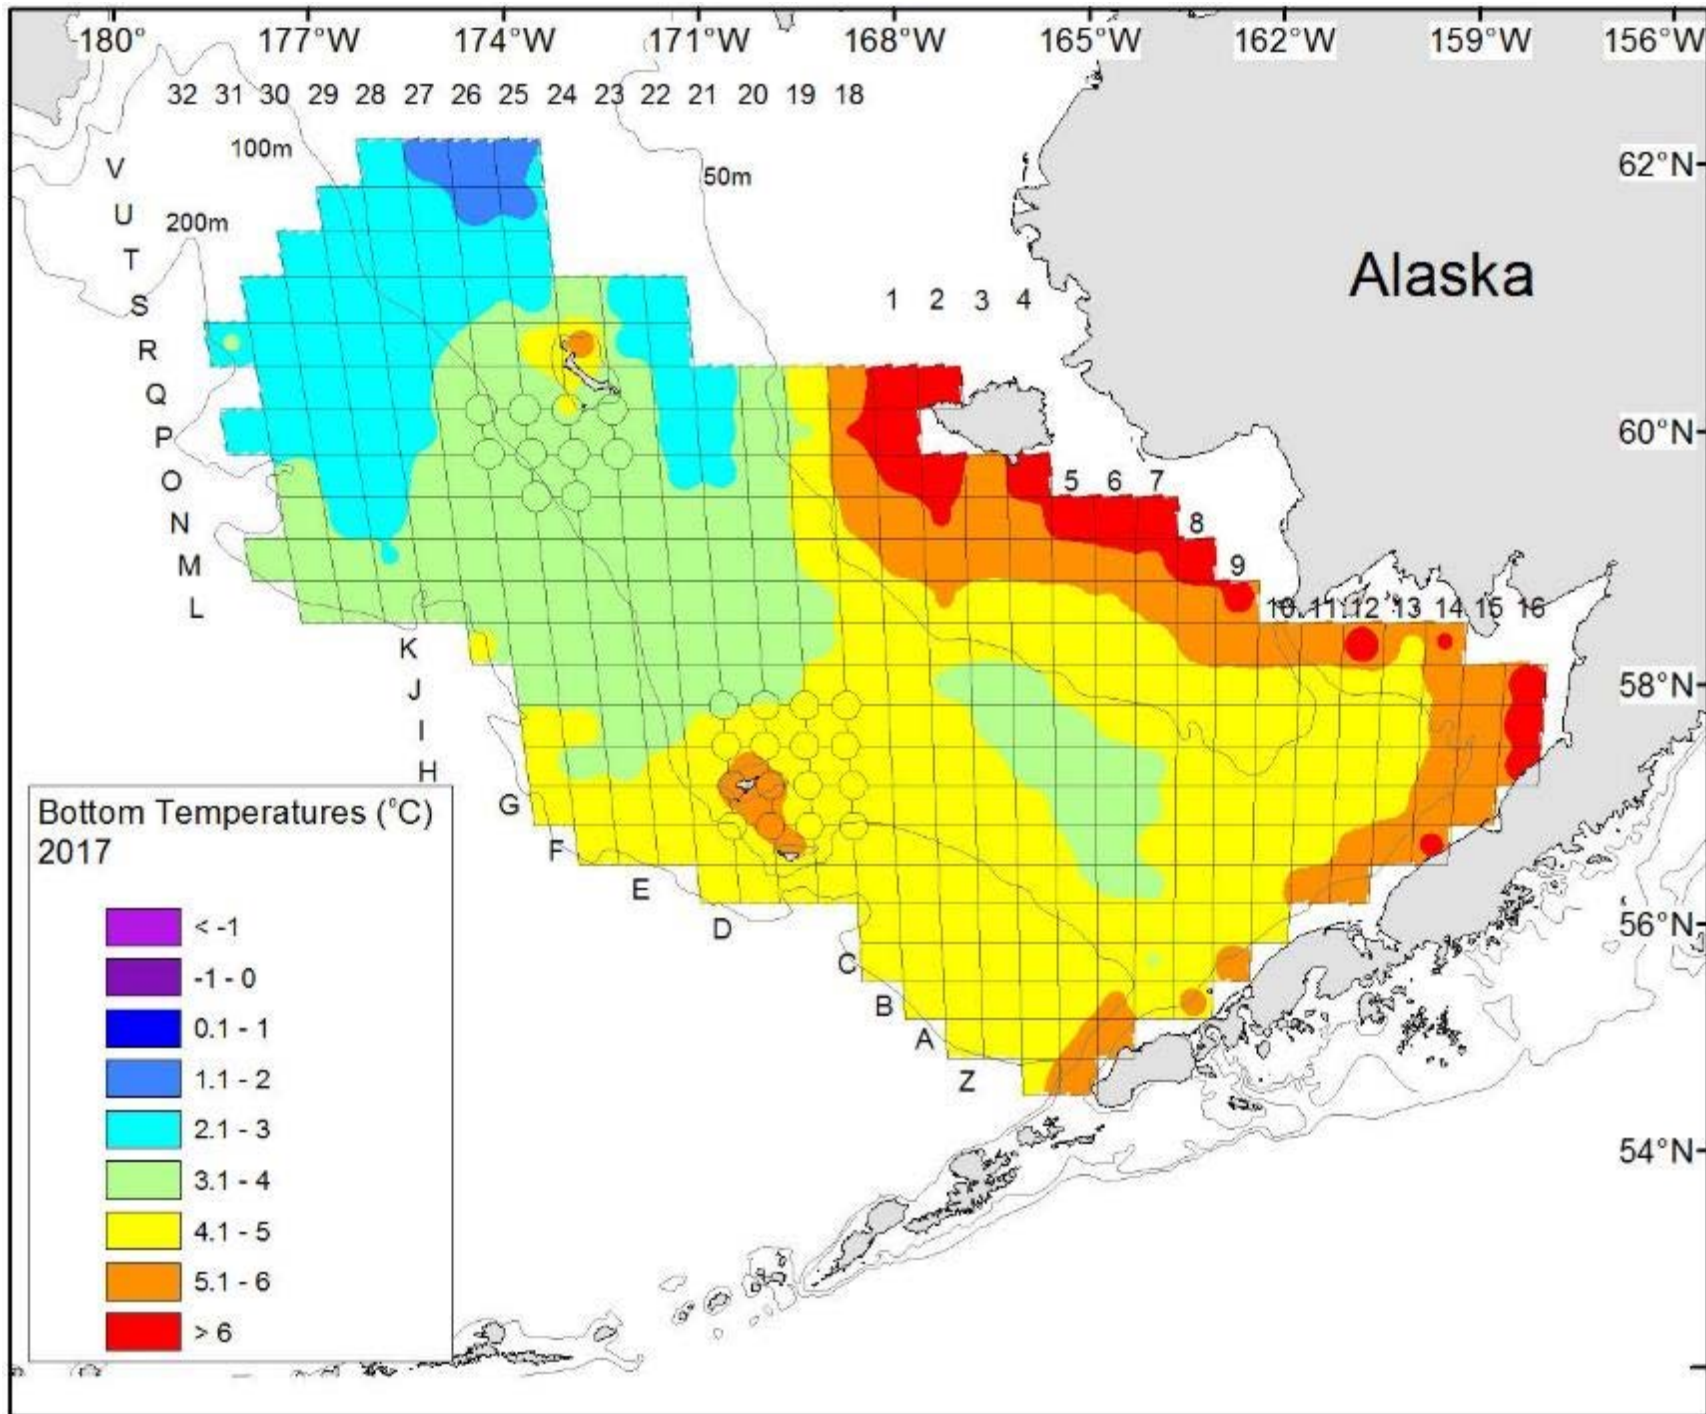 180° 177°W 174°W 171°W 168°W 165°W 162°W 159°W 156°W
32 31 30 29 28 27 26 25 24 23 22 21 20 19 18
100m
62°N
V
50m
U
200m
T
Alaska
S
1 2 3 4
R
Q
60°N
P
O
5 6 7
N
8
M
9
L
10 11 12 13 14 15 16
K
58°N
J
I
H
G
F
E
D
56°N
C
B
A
Z
54°N
Bottom Temperatures (°C)
2017
< -1
-1 - 0
0.1 - 1
1.1 - 2
2.1 - 3
3.1 - 4
4.1 - 5
5.1 - 6
> 6